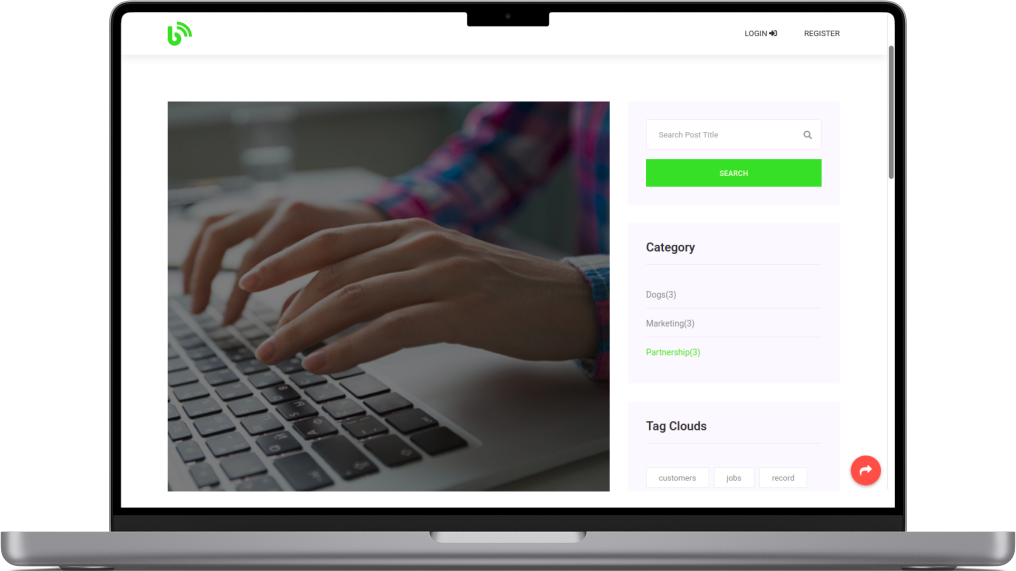 LOGIN
REGISTER
Search Post Title
SEARCH
Category
Dogs(3)
Marketing(3)
Partnership(3)
Tag Clouds
customers
jobs
record